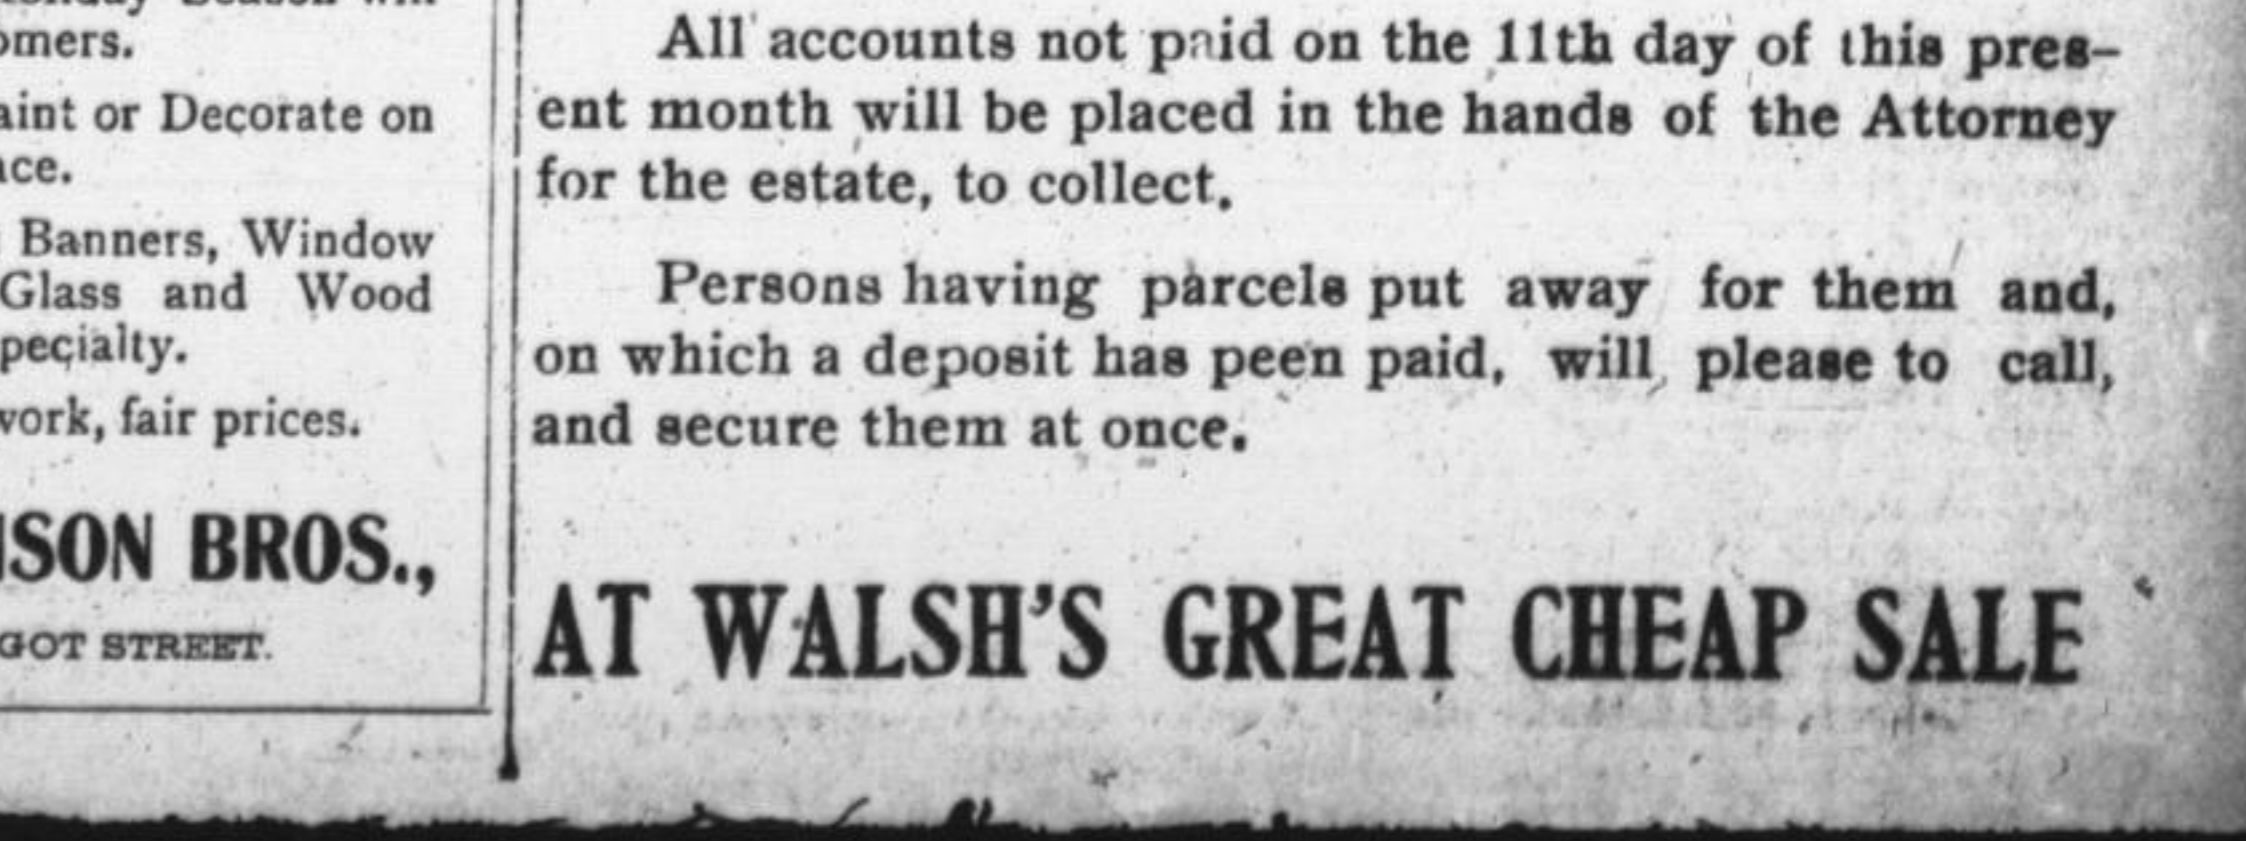 omers.
aint or Decorate on
ace.
Banners, Window
Glass and Wood
pecialty.
work, fair prices.
SON BROS.,
GOT STREET.
All accounts not paid on the 11th day of this pres-
ent month will be placed in the hands of the Attorney
for the estate, to collect.
Persons having parcels put away for them and,
on which a deposit has peen paid, will please to call,
and secure them at once.
AT WALSH'S GREAT CHEAP SALE